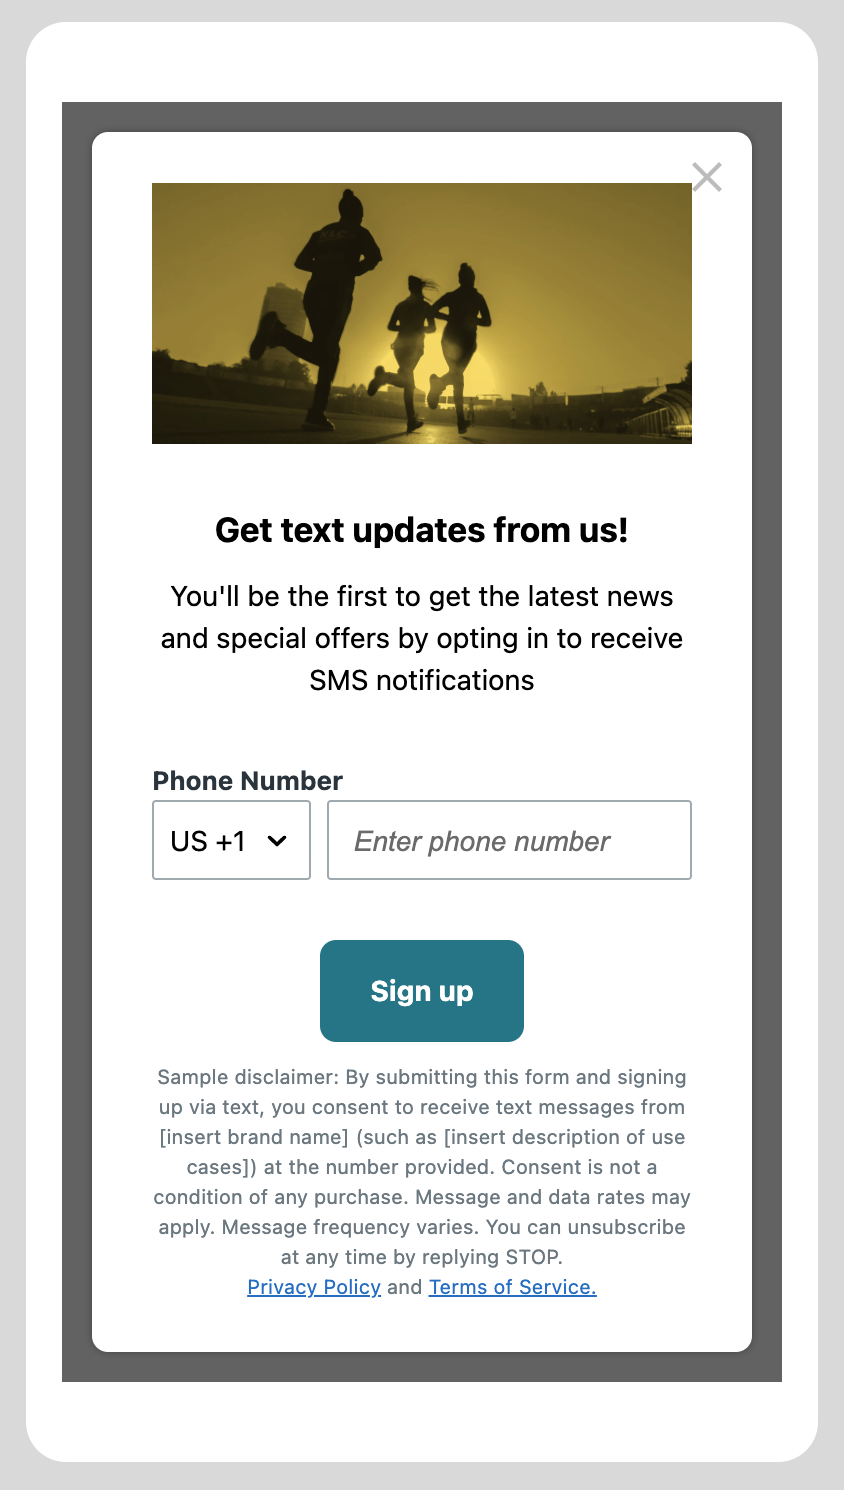 Get text updates from us!
You'll be the first to get the latest news
and special offers by opting in to receive
SMS notifications
Phone Number
US +1
Enter phone number
Sign up
Sample disclaimer: By submitting this form and signing
up via text, you consent to receive text messages from
[insert brand name] (such as [insert description of use
cases]) at the number provided. Consent is not a
condition of any purchase. Message and data rates may
apply. Message frequency varies. You can unsubscribe
at any time by replying STOP.
Privacy Policy and Terms of Service.